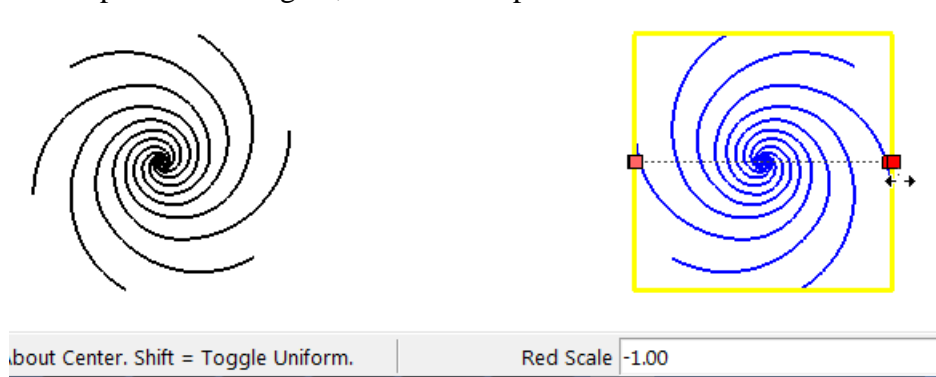 About Center. Shift = Toggle Uniform.
Red Scale -1.00